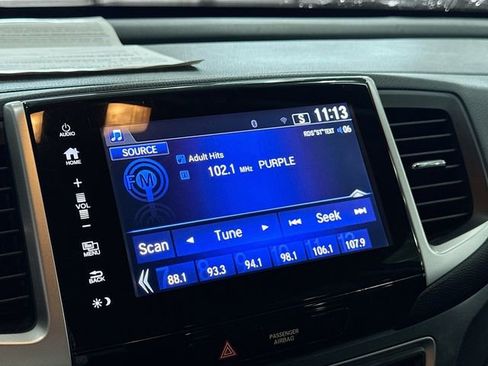 AUDIO
HOME
+
VOL
−
MENU
BACK
S 11:13
RDS "ST" TEXT 06
SOURCE
FM
Adult Hits
102.1 MHz PURPLE
Scan Tune Seek
88.1 93.3 94.1 98.1 106.1 107.9
PASSENGER
AIRBAG